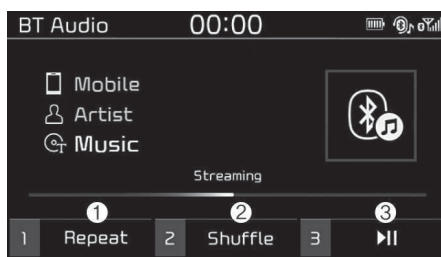 BT Audio 00:00
Mobile
Artist
Music
Streaming
1 2 3
1 Repeat 2 Shuffle 3